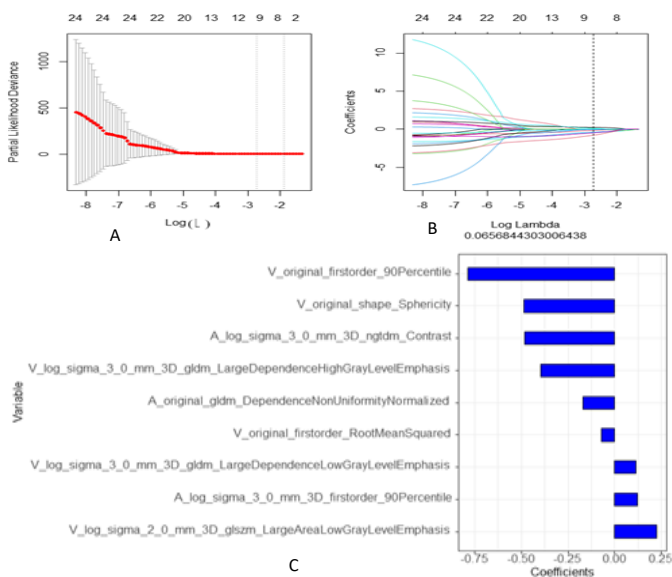 24 24 22 20 13 12 9 9 2
Partial Likelihood Deviance
1000
500
0
-8 -7 -6 -5 -4 -3 -2
Log(L)
A
24 24 22 20 12 8
Coefficients
10
5
0
-5
-8 -7 -6 -5 -4 -3 -2
Log Lambda
0.0656844303006438
B
Variable
V_original_firstorder_90Percentile
V_original_shape_Sphericity
A_log_sigma_3_0_mm_3D_ngtdm_Contrast
V_log_sigma_3_0_mm_3D_gldm_LargeDependenceHighGrayLevelEmphasis
A_original_gldm_DependenceNonUniformityNormalized
V_original_firstorder_RootMeanSquared
V_log_sigma_3_0_mm_3D_gldm_LargeDependenceLowGrayLevelEmphasis
A_log_sigma_3_0_mm_3D_firstorder_90Percentile
V_log_sigma_2_0_mm_3D_glszm_LargeAreaLowGrayLevelEmphasis
-0.75 -0.50 -0.25 0.00 0.25
Coefficients
C